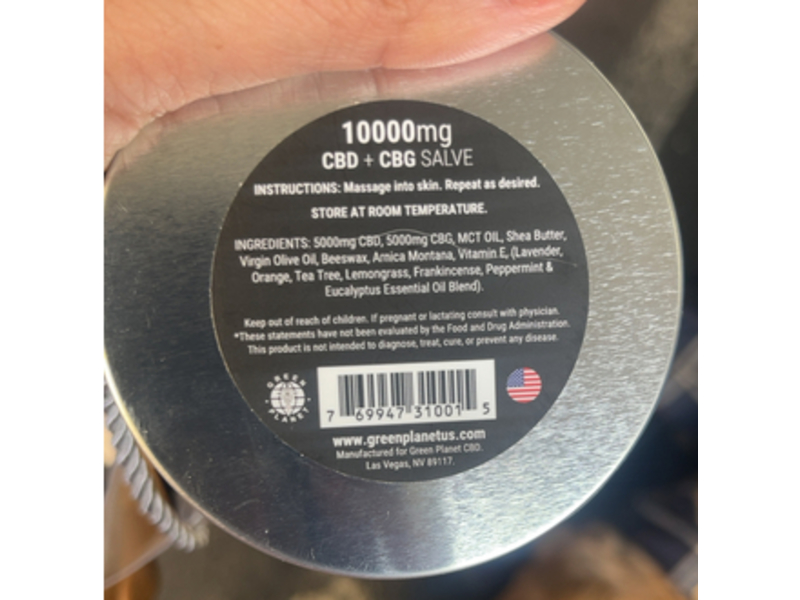 10000mg
CBD + CBG SALVE
INSTRUCTIONS: Massage into skin. Repeat as desired.
STORE AT ROOM TEMPERATURE.
INGREDIENTS: 5000mg CBD, 5000mg CBG, MCT OIL, Shea Butter,
Virgin Olive Oil, Beeswax, Arnica Montana, Vitamin E, (Lavender,
Orange, Tea Tree, Lemongrass, Frankincense, Peppermint &
Eucalyptus Essential Oil Blend).
Keep out of reach of children. If pregnant or lactating consult with physician.
*These statements have not been evaluated by the Food and Drug Administration.
This product is not intended to diagnose, treat, cure, or prevent any disease.
GREEN
PLANET
7 69947 31001 5
www.greenplanetus.com
Manufactured for Green Planet CBD.
Las Vegas, NV 89117.